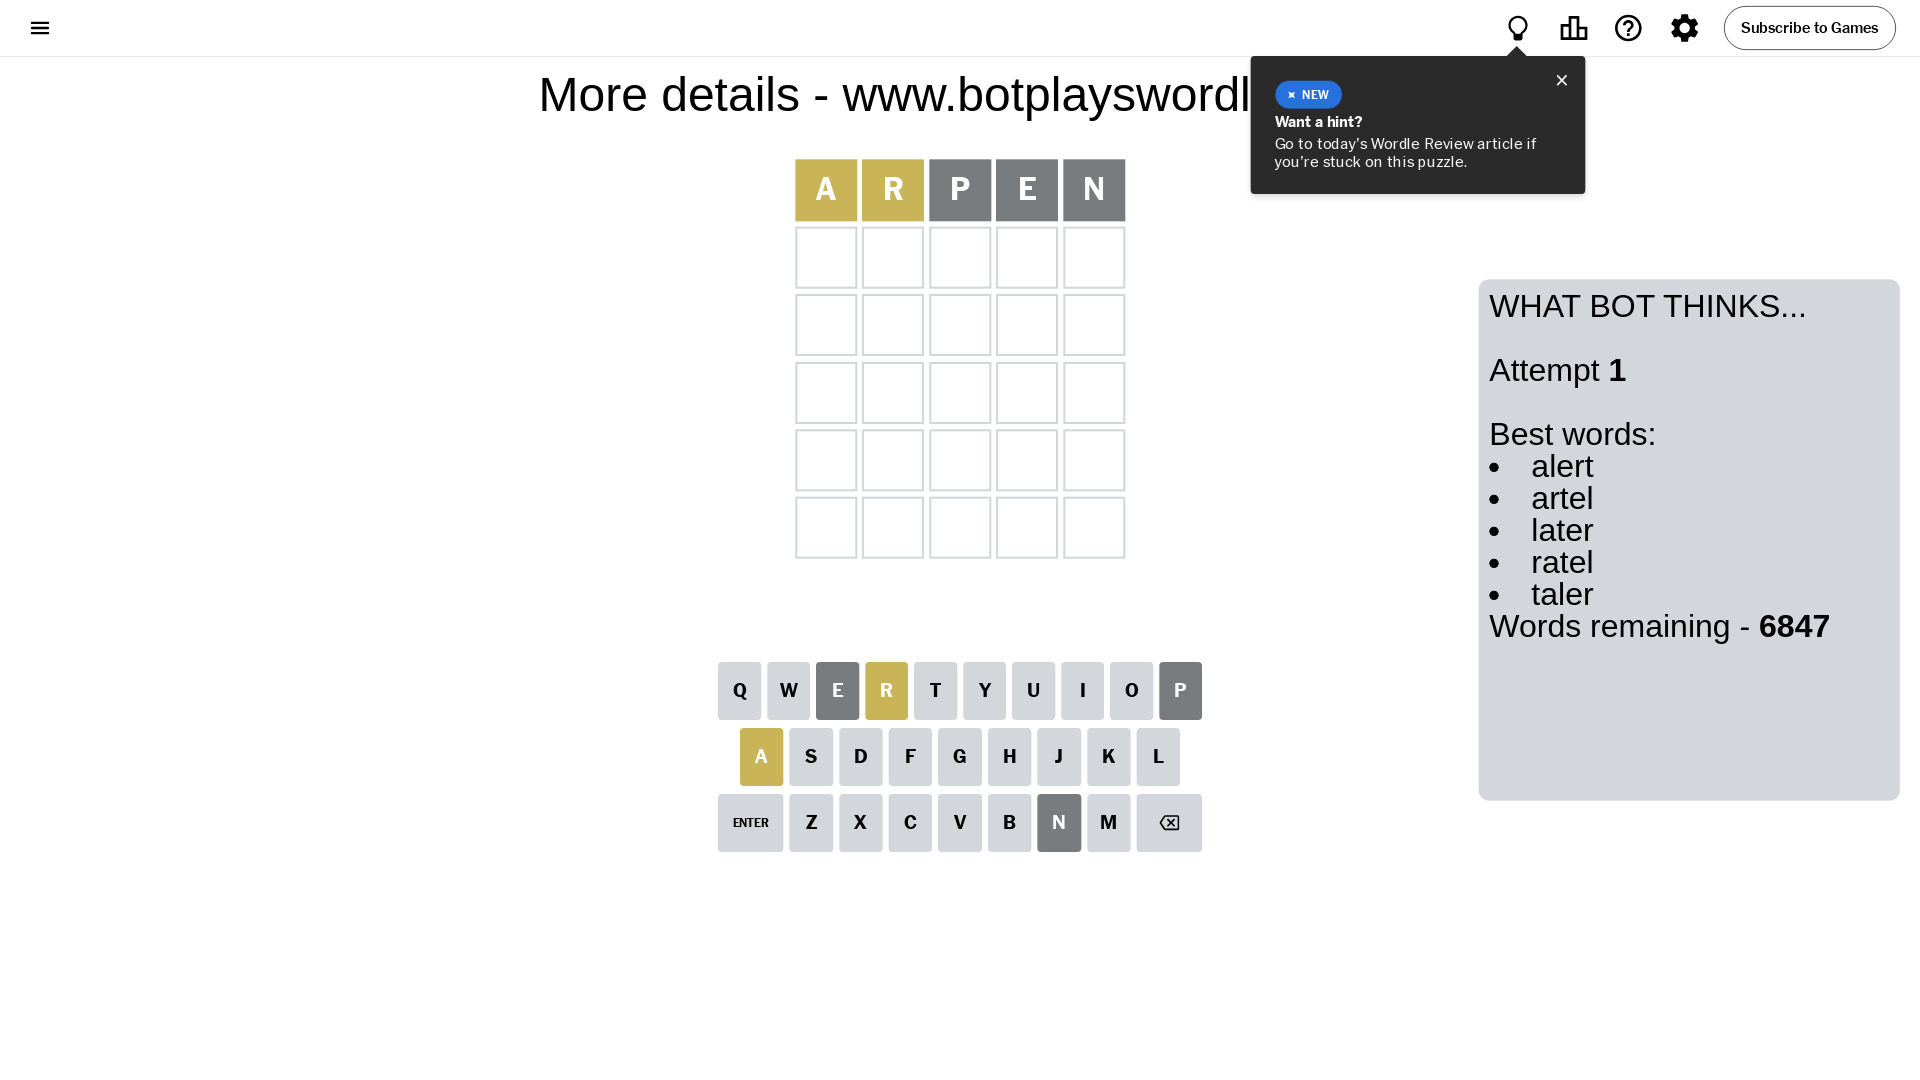 Subscribe to Games
More details - www.botplayswordl
NEW
Want a hint?
Go to today's Wordle Review article if
you're stuck on this puzzle.
A R P E N
WHAT BOT THINKS...
Attempt 1
Best words:
• alert
• artel
• later
• ratel
• taler
Words remaining - 6847
Q W E R T Y U I O P
A S D F G H J K L
ENTER Z X C V B N M